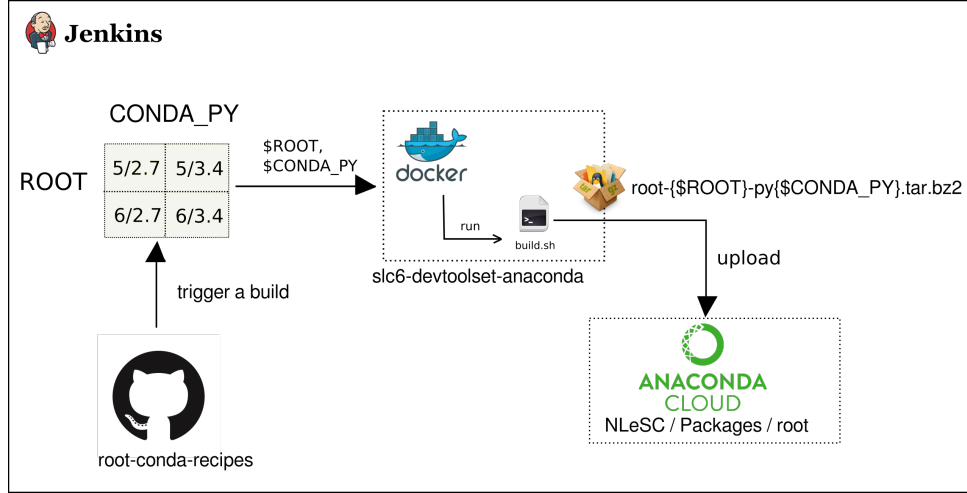 Jenkins
CONDA_PY
ROOT
5/2.7 5/3.4
6/2.7 6/3.4
$ROOT,
$CONDA_PY
docker
run
>_
build.sh
slc6-devtoolset-anaconda
tar gz
root-{$ROOT}-py{$CONDA_PY}.tar.bz2
upload
trigger a build
root-conda-recipes
ANACONDA
CLOUD
NLeSC / Packages / root